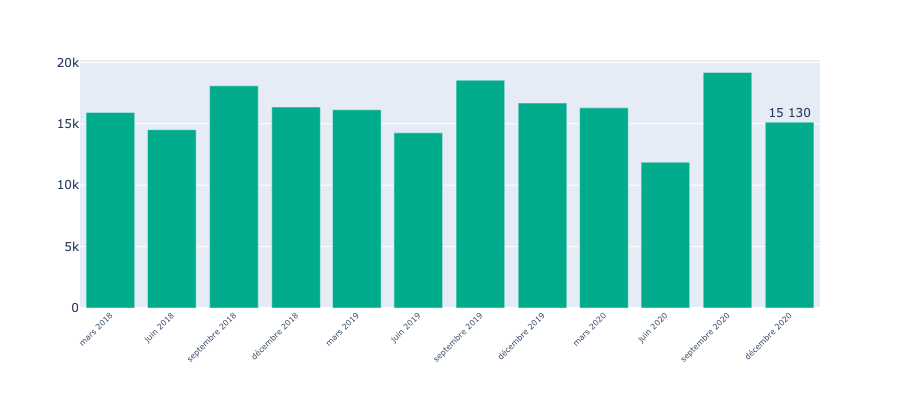 20k
15k
10k
5k
0
15 130
mars 2018
juin 2018
septembre 2018
décembre 2018
mars 2019
juin 2019
septembre 2019
décembre 2019
mars 2020
juin 2020
septembre 2020
décembre 2020